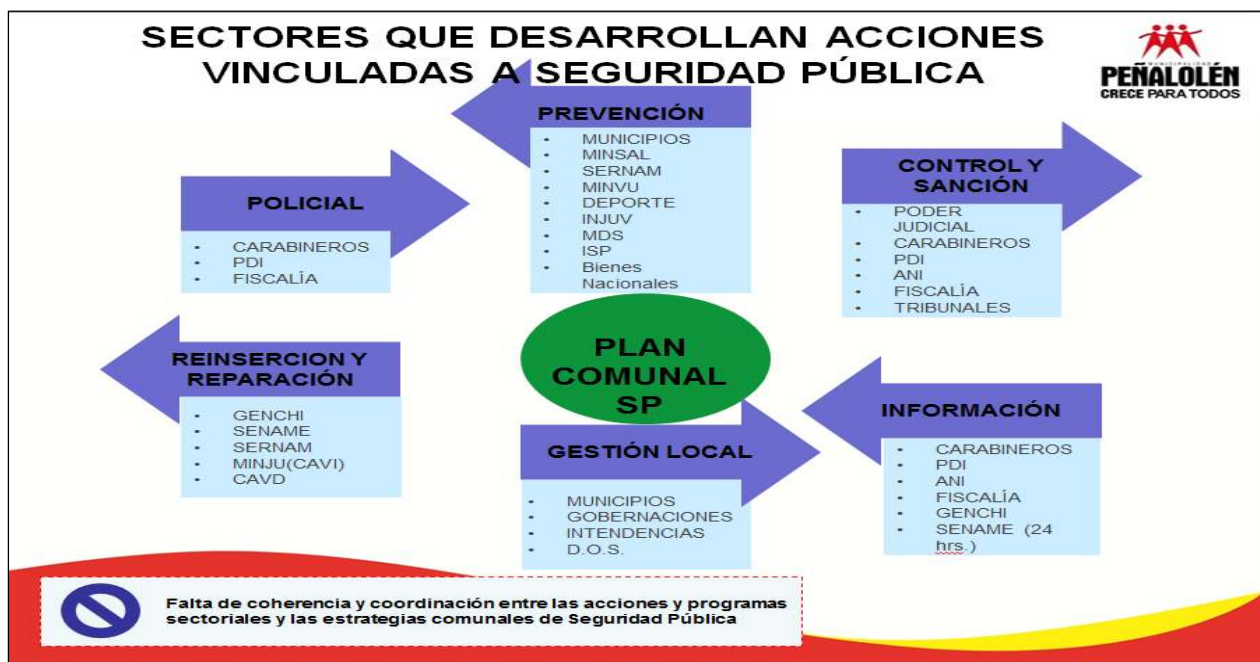 SECTORES QUE DESARROLLAN ACCIONES
VINCULADAS A SEGURIDAD PÚBLICA
MUNICIPALIDAD
PEÑALOLÉN
CRECE PARA TODOS
POLICIAL
• CARABINEROS
• PDI
• FISCALÍA
PREVENCIÓN
• MUNICIPIOS
• MINSAL
• SERNAM
• MINVU
• DEPORTE
• INJUV
• MDS
• ISP
• Bienes
Nacionales
CONTROL Y
SANCIÓN
• PODER
JUDICIAL
• CARABINEROS
• PDI
• ANI
• FISCALÍA
• TRIBUNALES
REINSERCION Y
REPARACIÓN
• GENCHI
• SENAME
• SERNAM
• MINJU(CAVI)
• CAVD
PLAN
COMUNAL
SP
GESTIÓN LOCAL
• MUNICIPIOS
• GOBERNACIONES
• INTENDENCIAS
• D.O.S.
INFORMACIÓN
• CARABINEROS
• PDI
• ANI
• FISCALÍA
• GENCHI
• SENAME (24
hrs.)
Falta de coherencia y coordinación entre las acciones y programas
sectoriales y las estrategias comunales de Seguridad Pública